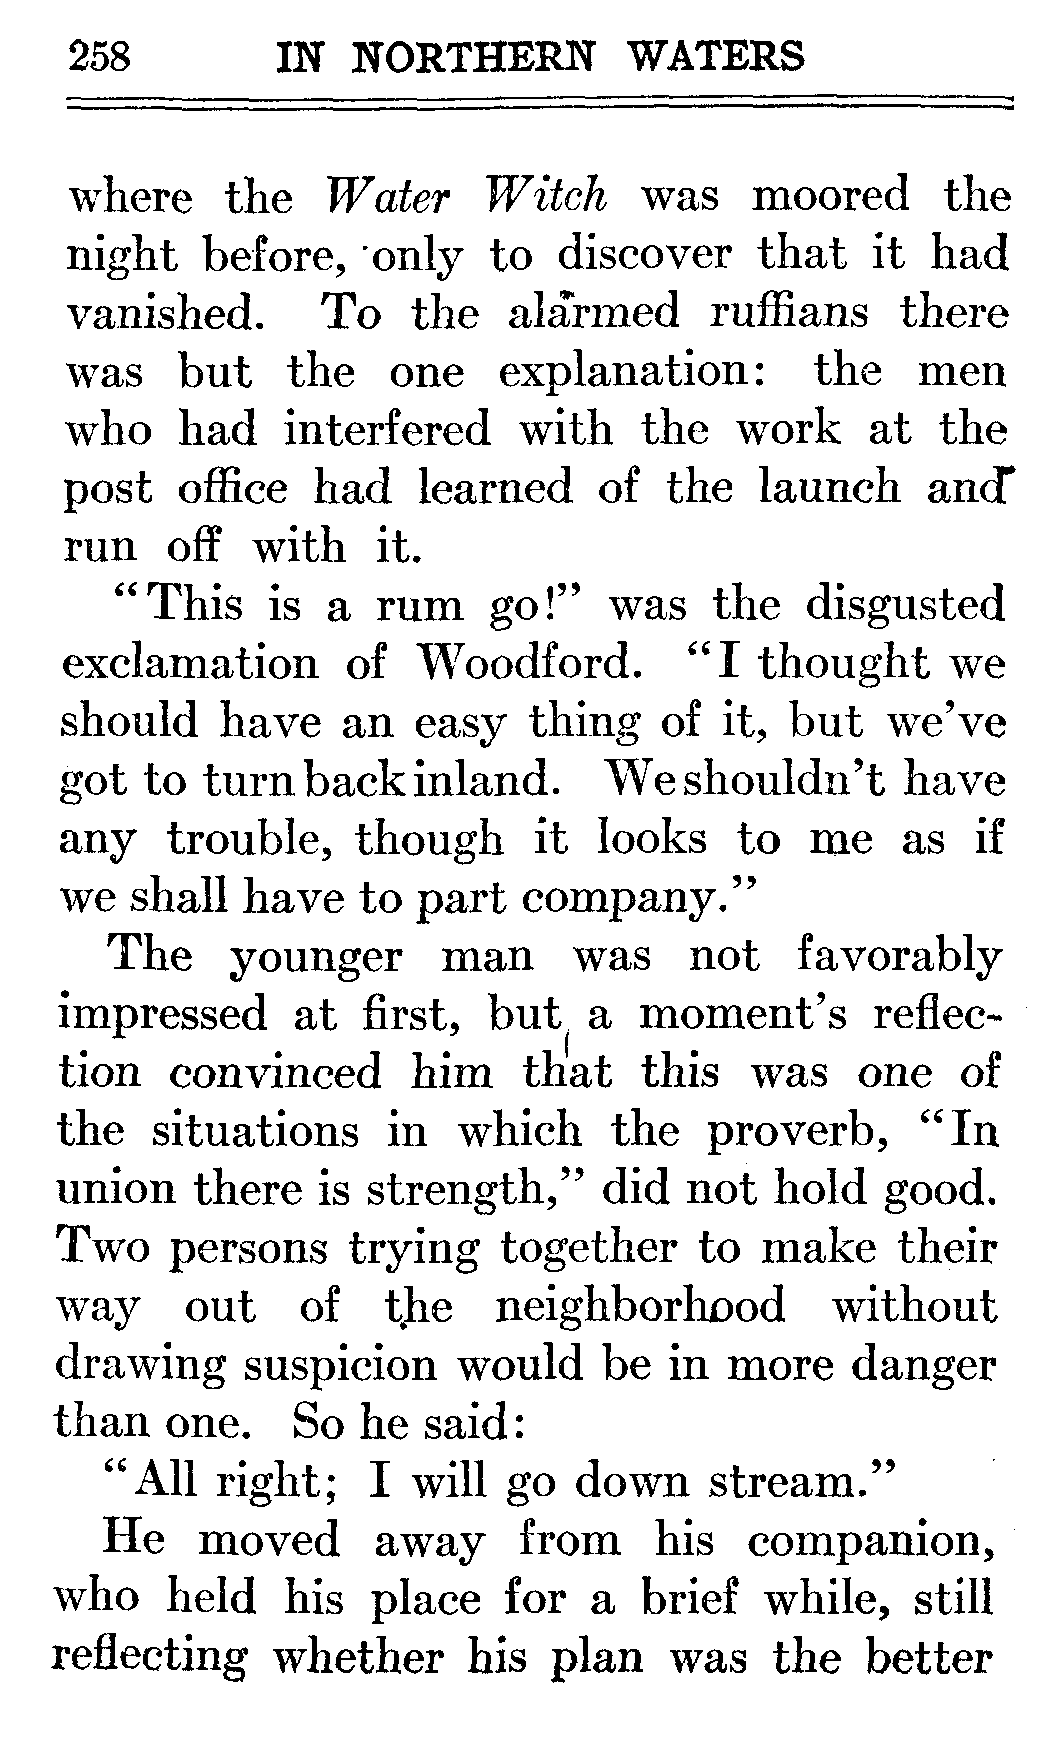 258 IN NORTHERN WATERS
where the Water Witch was moored the
night before, only to discover that it had
vanished. To the alarmed ruffians there
was but the one explanation: the men
who had interfered with the work at the
post office had learned of the launch and
run off with it.
“This is a rum go!” was the disgusted
exclamation of Woodford. “I thought we
should have an easy thing of it, but we’ve
got to turn back inland. We shouldn’t have
any trouble, though it looks to me as if
we shall have to part company.”
The younger man was not favorably
impressed at first, but a moment’s reflec-
tion convinced him that this was one of
the situations in which the proverb, “In
union there is strength,” did not hold good.
Two persons trying together to make their
way out of the neighborhood without
drawing suspicion would be in more danger
than one. So he said:
“All right; I will go down stream.”
He moved away from his companion,
who held his place for a brief while, still
reflecting whether his plan was the better